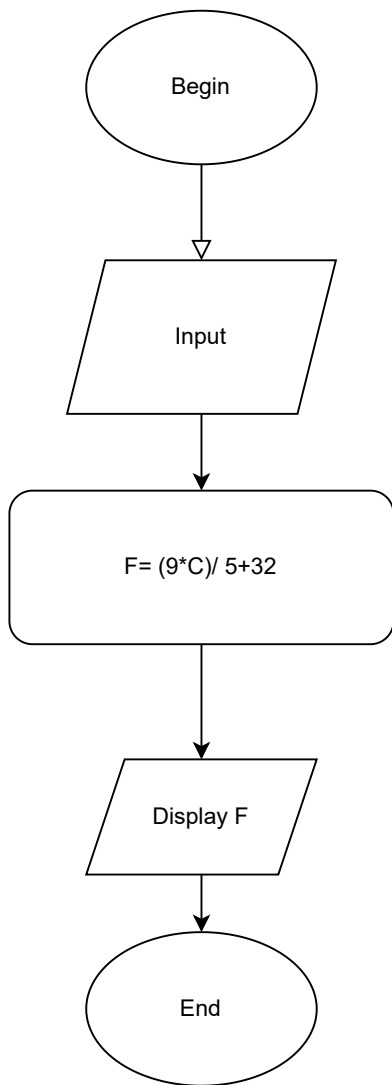 Begin
Input
F= (9*C)/ 5+32
Display F
End